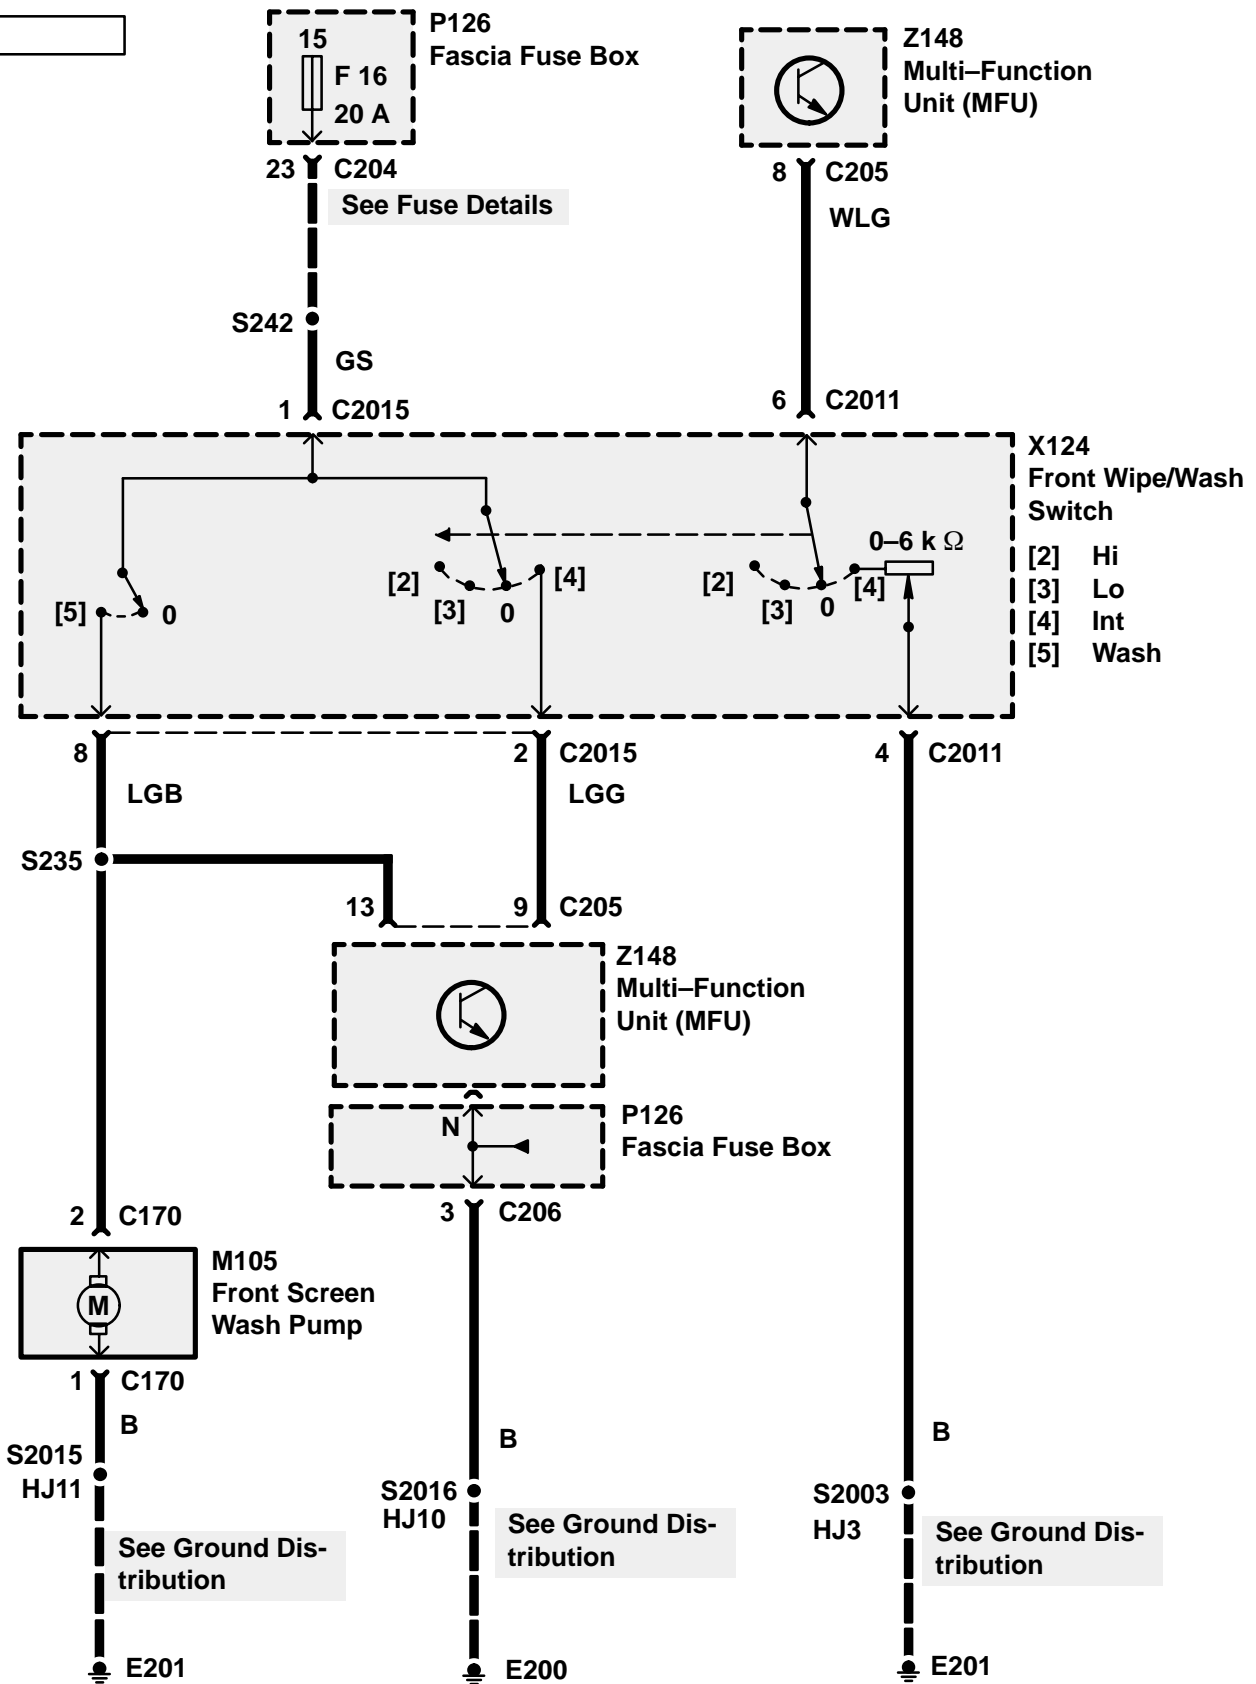 15
F 16
20 A
P126
Fascia Fuse Box
Z148
Multi–Function
Unit (MFU)
23 C204
See Fuse Details
8 C205
WLG
S242
GS
1 C2015
6 C2011
X124
Front Wipe/Wash
Switch
[2] Hi
[3] Lo
[4] Int
[5] Wash
0–6 k Ω
[5] 0
[2] [3] 0 [4]
[2] [3] 0 [4]
8
2 C2015
4 C2011
LGB
LGG
S235
13
9 C205
Z148
Multi–Function
Unit (MFU)
N
P126
Fascia Fuse Box
3 C206
2 C170
M
M105
Front Screen
Wash Pump
1 C170
B
S2015
HJ11
See Ground Dis-
tribution
E201
B
S2016
HJ10
See Ground Dis-
tribution
E200
B
S2003
HJ3
See Ground Dis-
tribution
E201